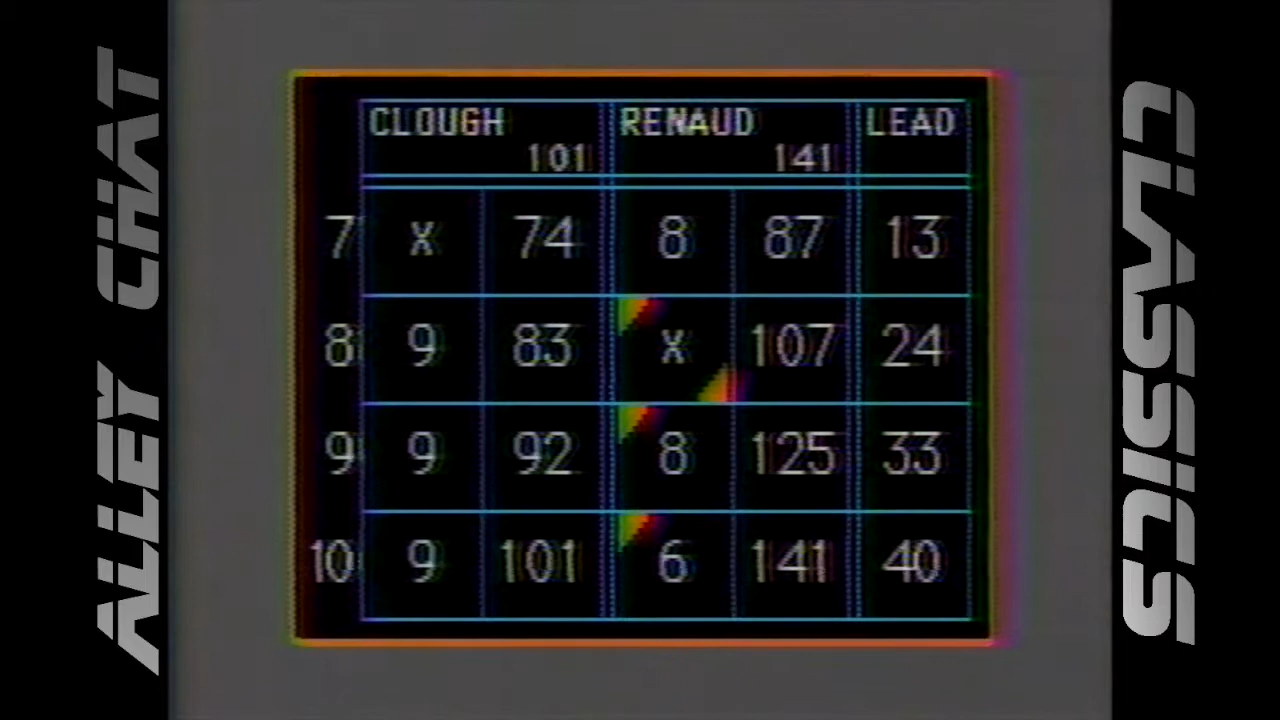 ALLEY CHAT
CLOUGH RENAUD LEAD
101 141
7 x 74 8 87 13
8 9 83 x 107 24
9 9 92 8 125 33
10 9 101 6 141 40
CLASSICS